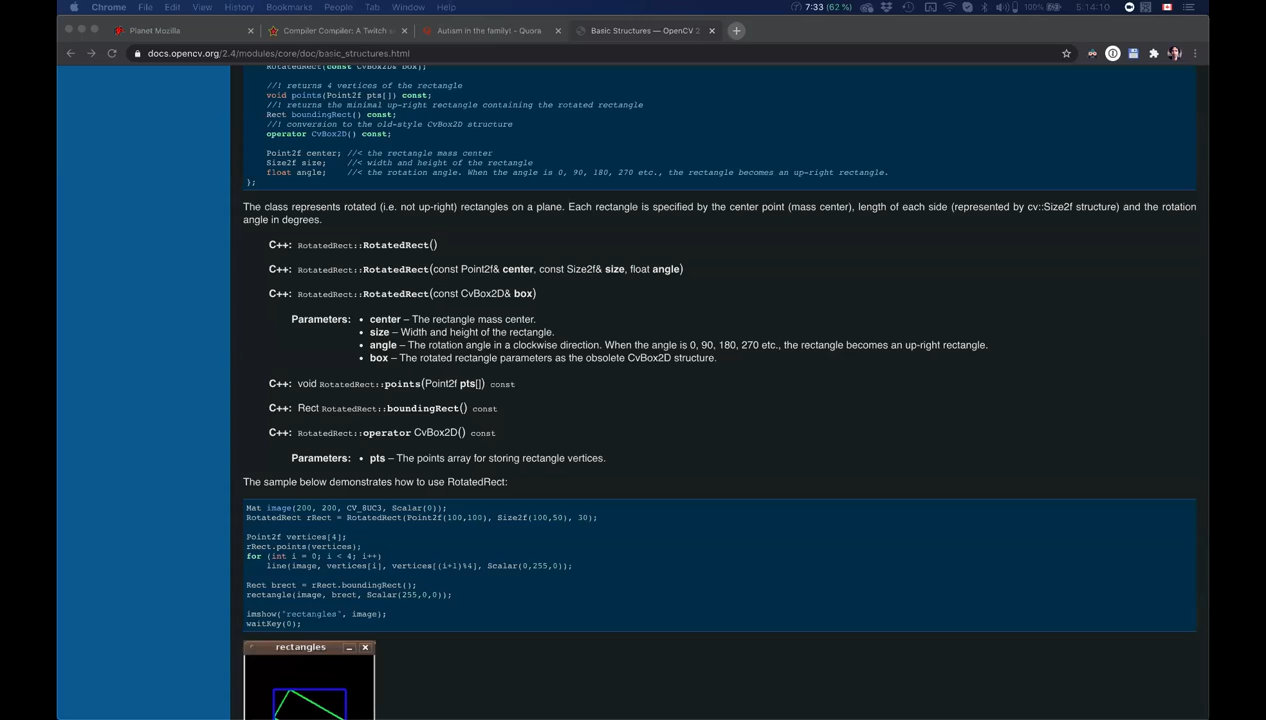 Chrome File Edit View History Bookmarks People Tab Window Help 7:33 (62 %) 100% 5:14:10
Planet Mozilla Compiler Compiler: A Twitch Autism in the family! - Quora Basic Structures — OpenCV 2
docs.opencv.org/2.4/modules/core/doc/basic_structures.html
RotatedRect(const CvBox2D& box);
//! returns 4 vertices of the rectangle
void points(Point2f pts[]) const;
//! returns the minimal up-right rectangle containing the rotated rectangle
Rect boundingRect() const;
//! conversion to the old-style CvBox2D structure
operator CvBox2D() const;
Point2f center; //< the rectangle mass center
Size2f size; //< width and height of the rectangle
float angle; //< the rotation angle. When the angle is 0, 90, 180, 270 etc., the rectangle becomes an up-right rectangle.
};
The class represents rotated (i.e. not up-right) rectangles on a plane. Each rectangle is specified by the center point (mass center), length of each side (represented by cv::Size2f structure) and the rotation
angle in degrees.
C++: RotatedRect::RotatedRect()
C++: RotatedRect::RotatedRect(const Point2f& center, const Size2f& size, float angle)
C++: RotatedRect::RotatedRect(const CvBox2D& box)
Parameters: • center – The rectangle mass center.
• size – Width and height of the rectangle.
• angle – The rotation angle in a clockwise direction. When the angle is 0, 90, 180, 270 etc., the rectangle becomes an up-right rectangle.
• box – The rotated rectangle parameters as the obsolete CvBox2D structure.
C++: void RotatedRect::points(Point2f pts[]) const
C++: Rect RotatedRect::boundingRect() const
C++: RotatedRect::operator CvBox2D() const
Parameters: • pts – The points array for storing rectangle vertices.
The sample below demonstrates how to use RotatedRect:
Mat image(200, 200, CV_8UC3, Scalar(0));
RotatedRect rRect = RotatedRect(Point2f(100,100), Size2f(100,50), 30);
Point2f vertices[4];
rRect.points(vertices);
for (int i = 0; i < 4; i++)
line(image, vertices[i], vertices[(i+1)%4], Scalar(0,255,0));
Rect brect = rRect.boundingRect();
rectangle(image, brect, Scalar(255,0,0));
imshow("rectangles", image);
waitKey(0);
rectangles